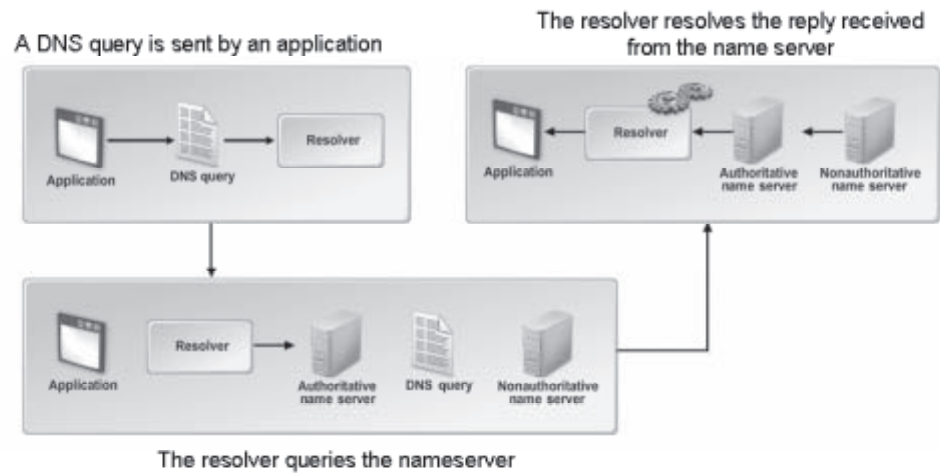 A DNS query is sent by an application
Application
DNS query
Resolver
The resolver resolves the reply received
from the name server
Application
Resolver
Authoritative
name server
Nonauthoritative
name server
Application
Resolver
Authoritative
name server
DNS query
Nonauthoritative
name server
The resolver queries the nameserver